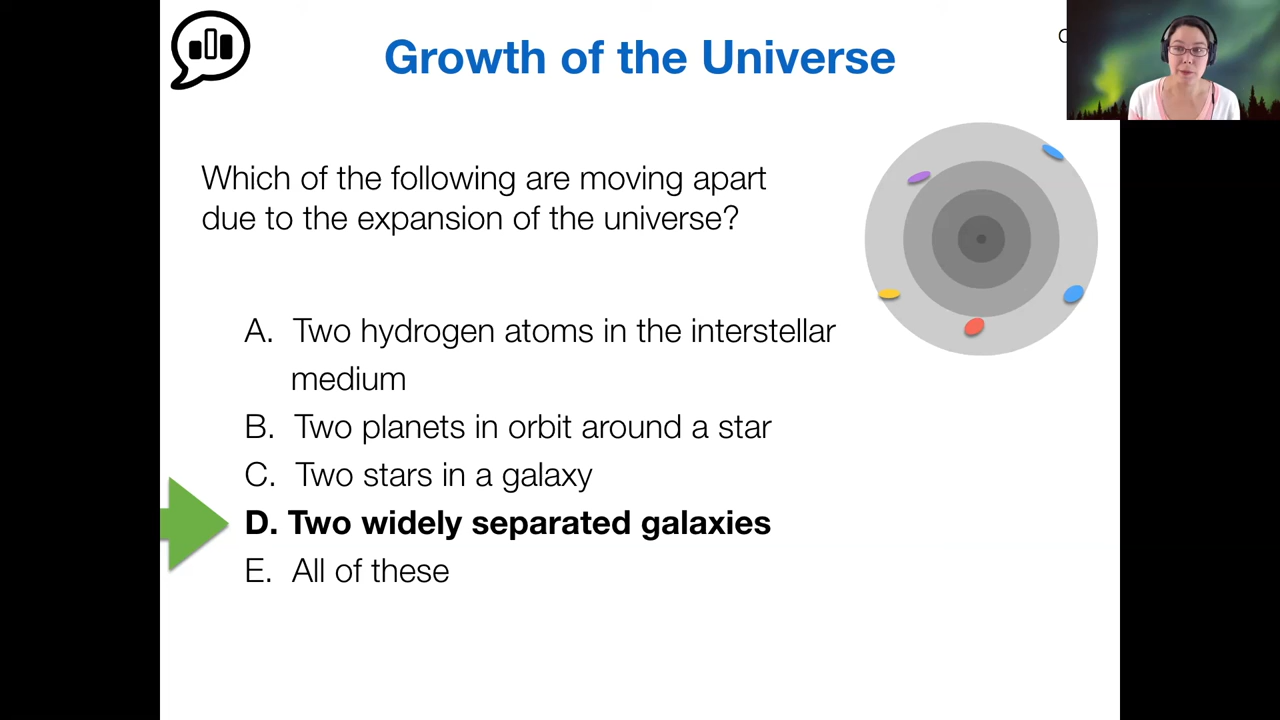 Growth of the Universe
Which of the following are moving apart
due to the expansion of the universe?
A. Two hydrogen atoms in the interstellar
medium
B. Two planets in orbit around a star
C. Two stars in a galaxy
D. Two widely separated galaxies
E. All of these